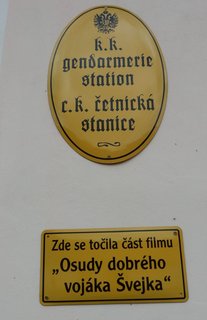 k.k.
gendarmerie
station
c.k. četnická
stanice
Zde se točila část filmu
„Osudy dobrého
vojáka Švejka“